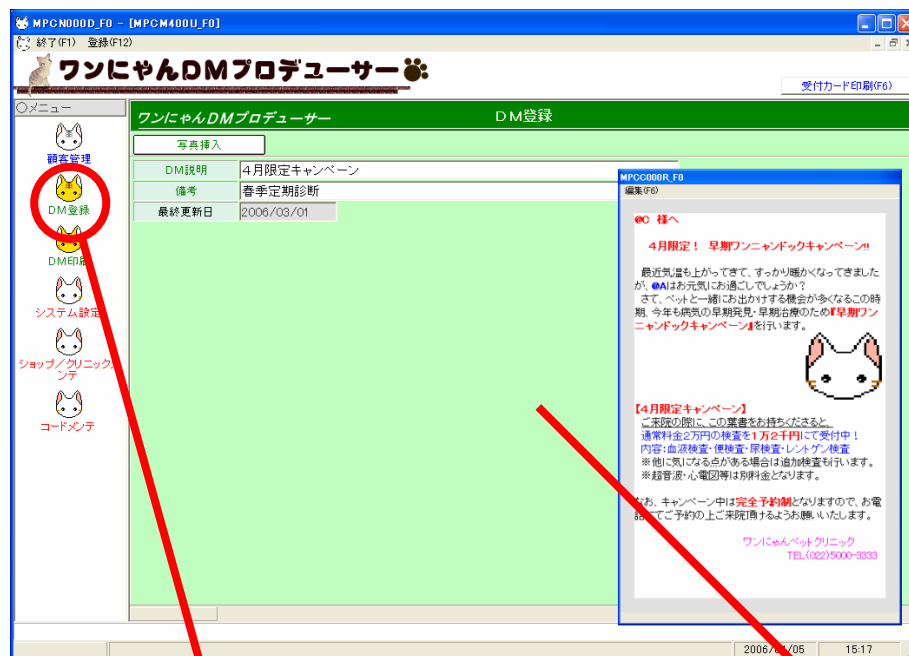 MPCN000D_F0 - [MPCM400U_F0]
終了(F1) 登録(F12)
ワンにゃんDMプロデューサー
受付カード印刷(F6)
○メニュー
ワンにゃんDMプロデューサー
DM登録
顧客管理
DM登録
DM印刷
システム設定
ショップ／クリニック
ンテ
コードメンテ
写真挿入
DM説明
4月限定キャンペーン
備考
春季定期診断
最終更新日
2006/03/01
MPCC000R_F0
編集(F6)
@C 様へ
4月限定！ 早期ワンニャンドックキャンペーン!!
最近気温も上がってきて、すっかり暖かくなってきました
が、@Aはお元気にお過ごしでしょうか？
さて、ペットと一緒にお出かけする機会が多くなるこの時
期、今年も病気の早期発見・早期治療のため『早期ワン
ニャンドックキャンペーン』を行います。
【4月限定キャンペーン】
ご来院の際に、この葉書をお持ちくださると、
通常料金2万円の検査を1万2千円にて受付中！
内容：血液検査・便検査・尿検査・レントゲン検査
※他に気になる点がある場合は追加検査も行います。
※超音波・心電図等は別料金となります。
なお、キャンペーン中は完全予約制となりますので、お電
話にてご予約の上ご来院頂けるようお願いいたします。
ワンにゃんペットクリニック
TEL(022)5000-3333
15:17